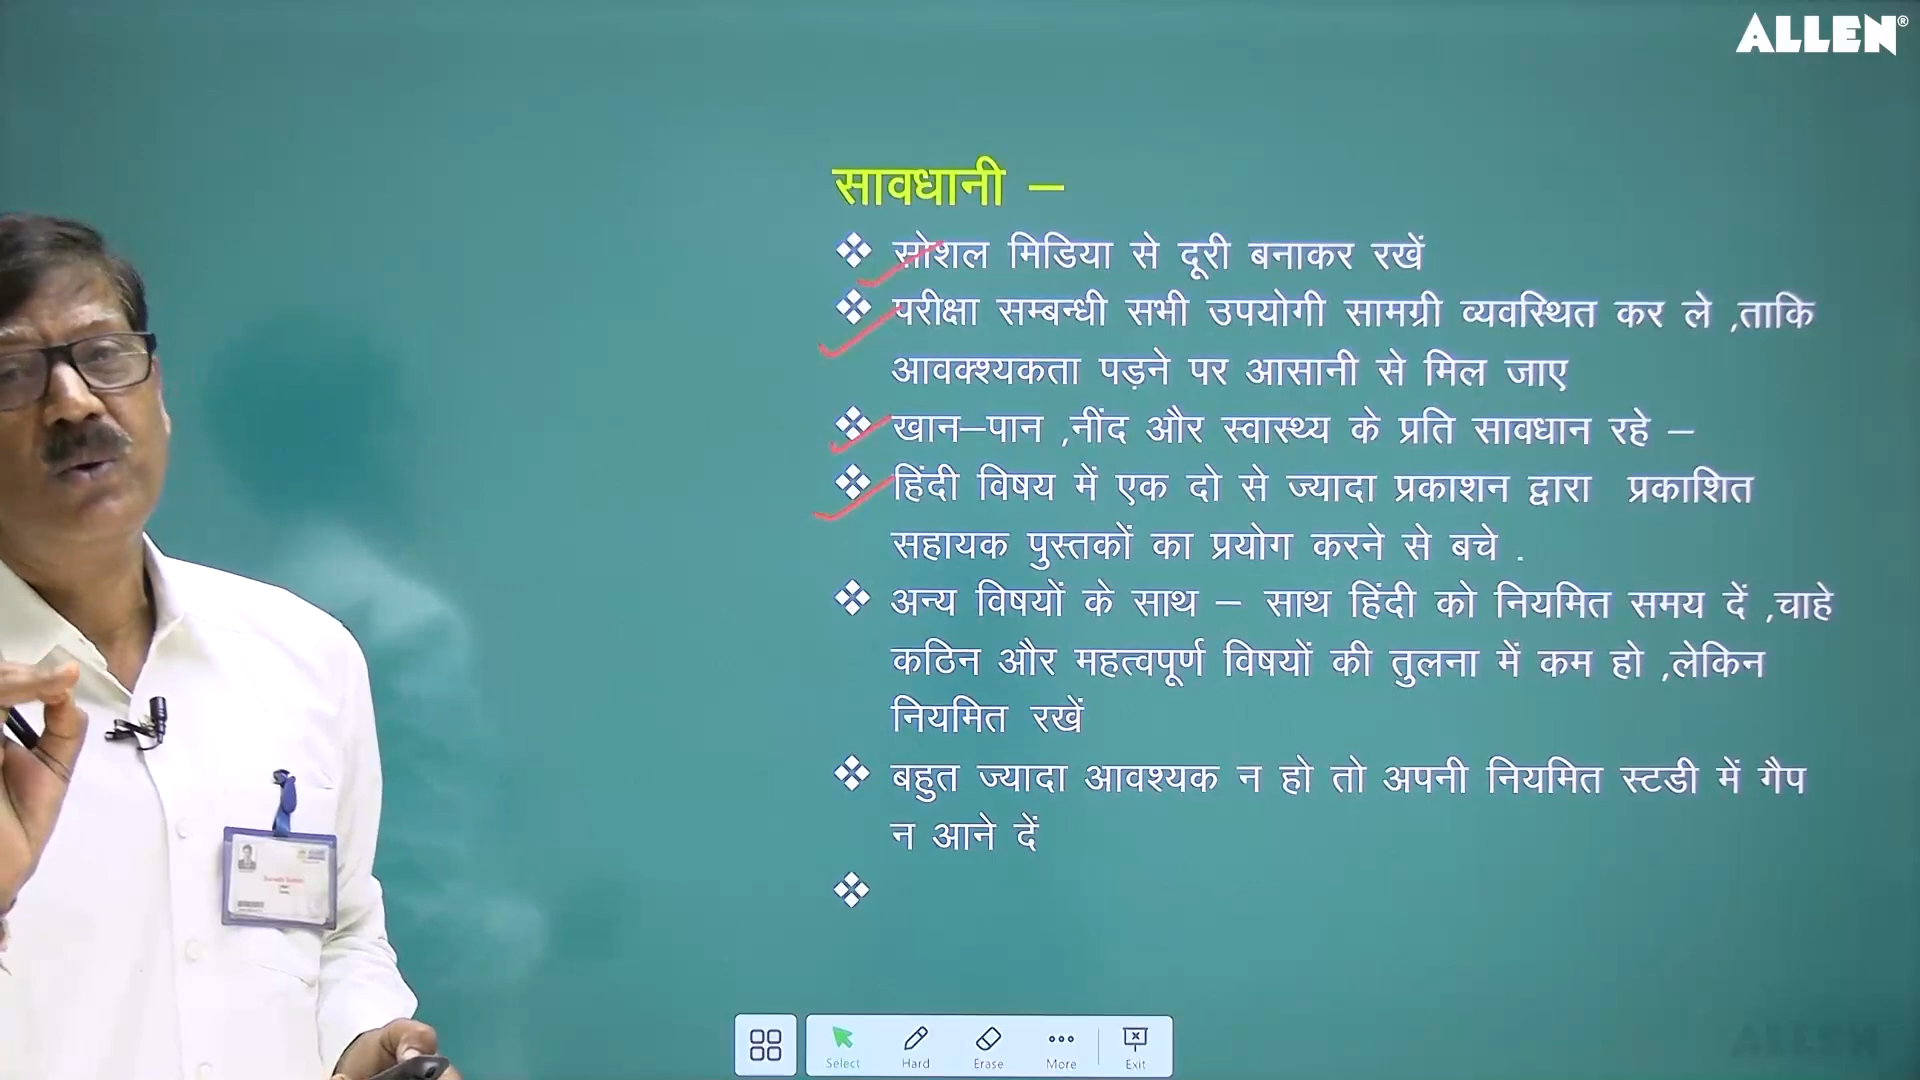 ALLEN®
सावधानी –
सोशल मिडिया से दूरी बनाकर रखें
परीक्षा सम्बन्धी सभी उपयोगी सामग्री व्यवस्थित कर ले ,ताकि
आवक्श्यकता पड़ने पर आसानी से मिल जाए
खान–पान ,नींद और स्वास्थ्य के प्रति सावधान रहे –
हिंदी विषय में एक दो से ज्यादा प्रकाशन द्वारा प्रकाशित
सहायक पुस्तकों का प्रयोग करने से बचे .
अन्य विषयों के साथ – साथ हिंदी को नियमित समय दें ,चाहे
कठिन और महत्वपूर्ण विषयों की तुलना में कम हो ,लेकिन
नियमित रखें
बहुत ज्यादा आवश्यक न हो तो अपनी नियमित स्टडी में गैप
न आने दें
Select Hard Erase More Exit
ALLEN